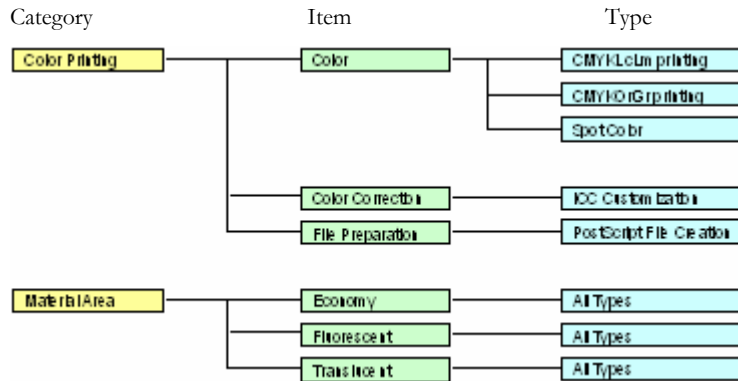 Category Item Type
Color Printing Color CMYKLcLm printing
CMYKOrGr printing
Spot Color
Color Correction ICC Customization
File Preparation PostScript File Creation
Material Area Economy All Types
Fluorescent All Types
Translucent All Types